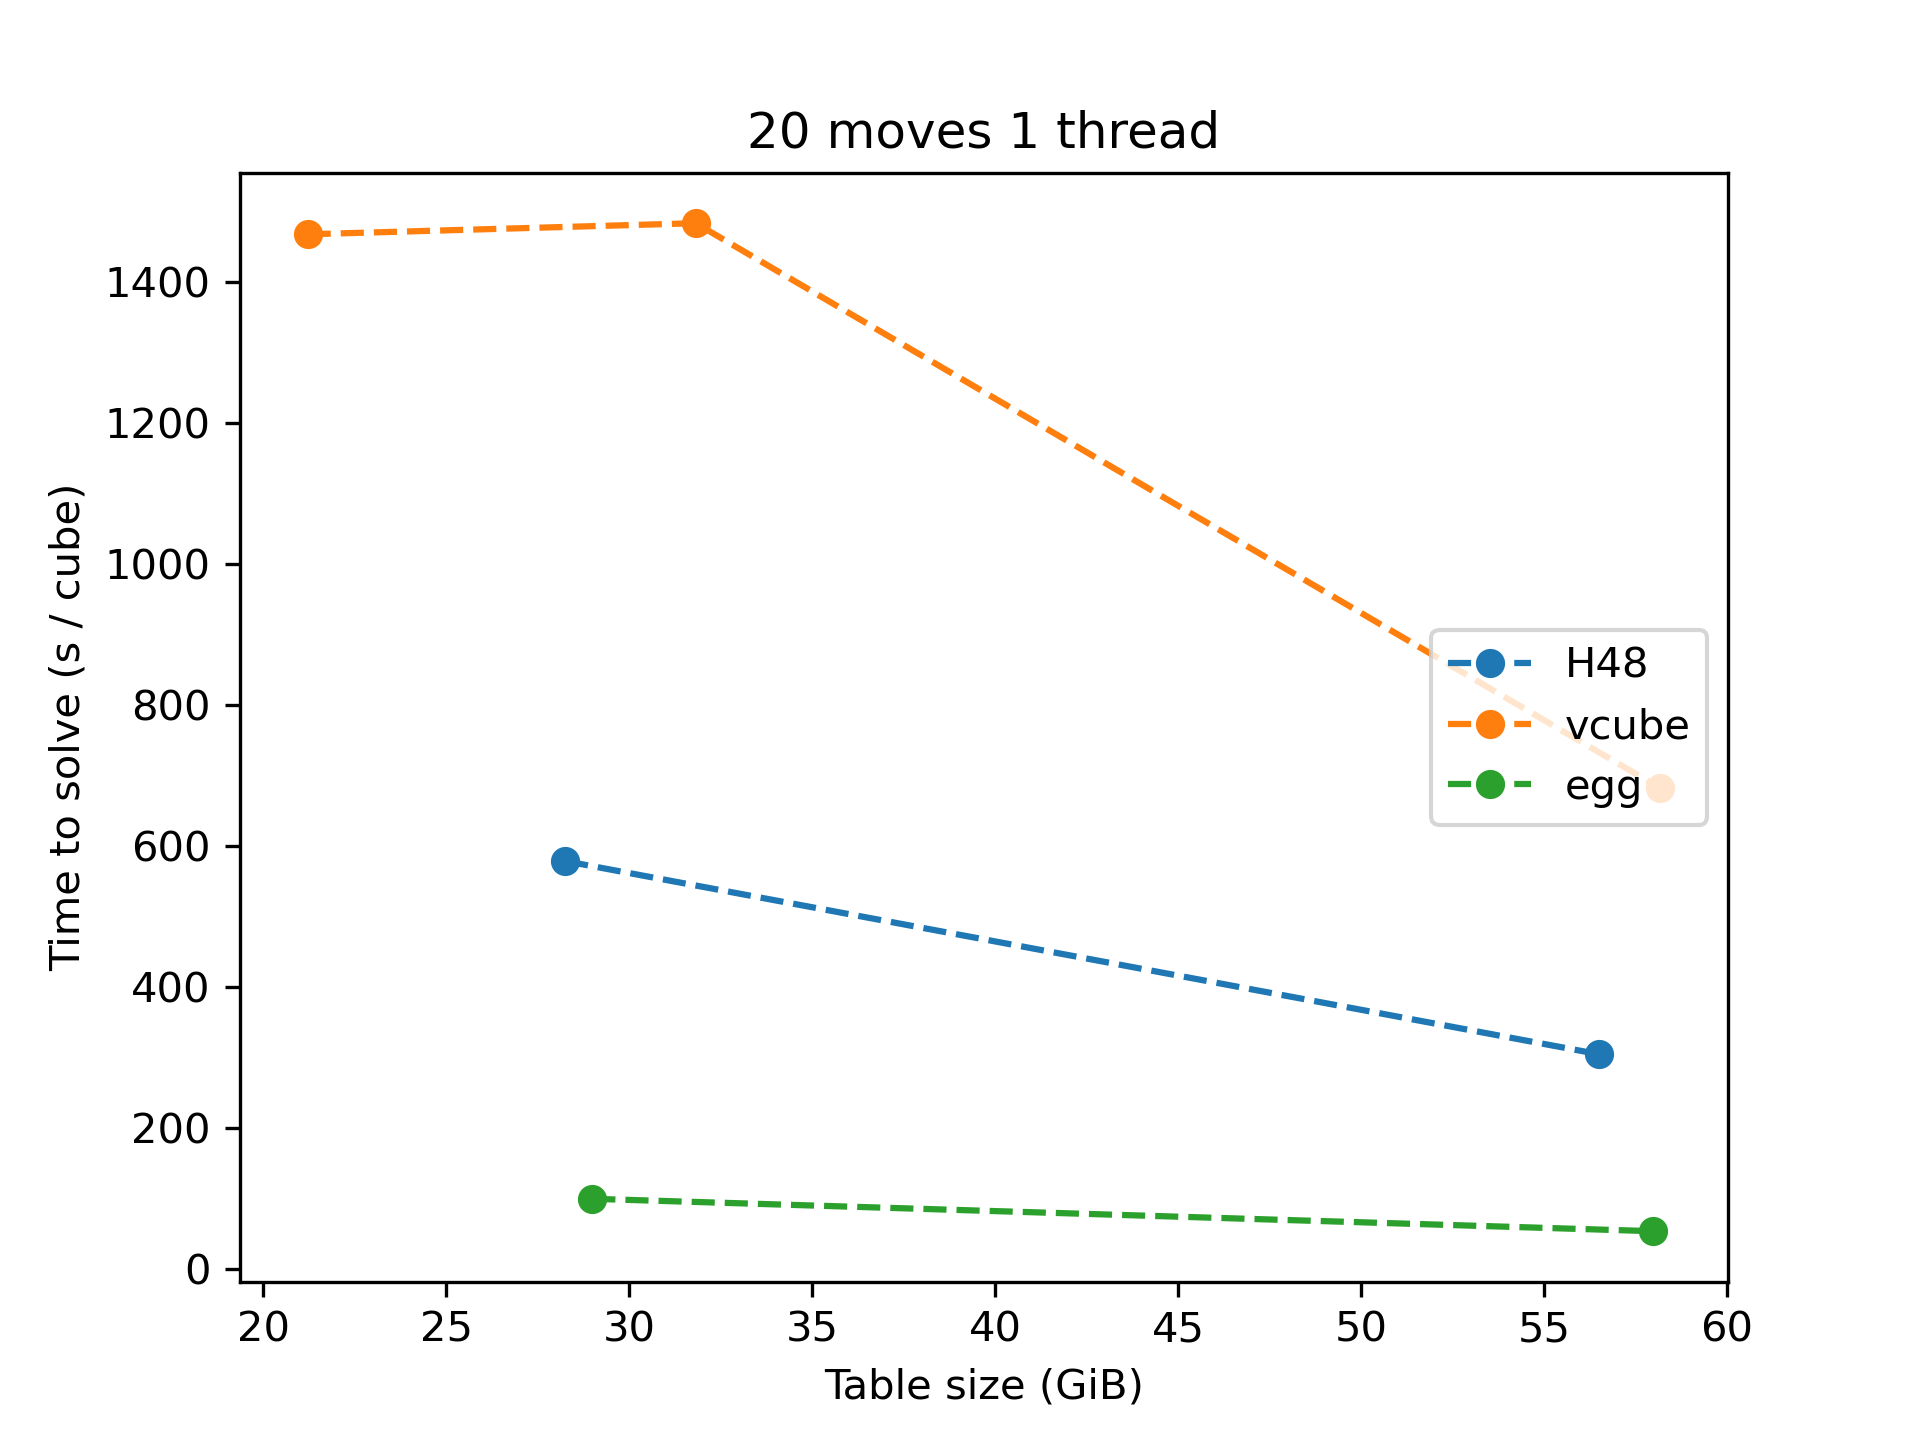 20 moves 1 thread
Time to solve (s / cube)
1400
1200
1000
800
600
400
200
0
H48
vcube
egg
20 25 30 35 40 45 50 55 60
Table size (GiB)